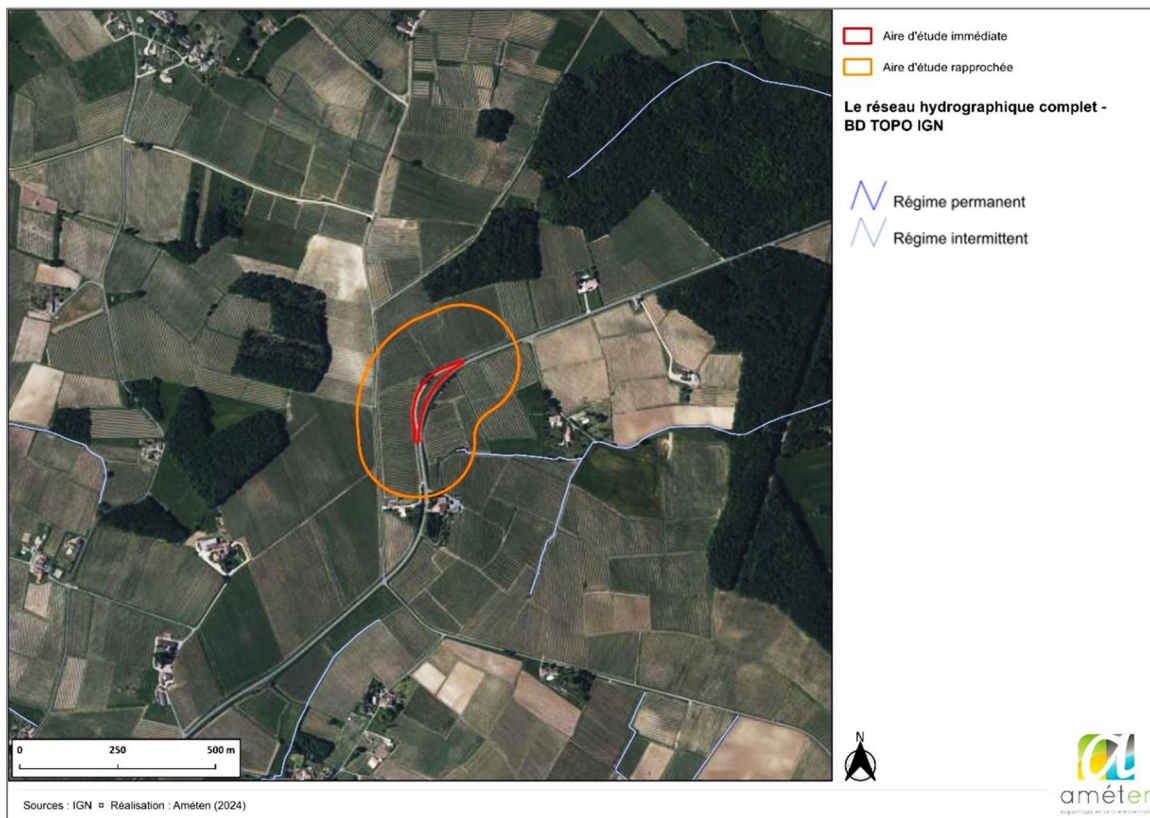 Aire d'étude immédiate
Aire d'étude rapprochée
Le réseau hydrographique complet -
BD TOPO IGN
Régime permanent
Régime intermittent
0 250 500 m
N
Sources : IGN ¤ Réalisation : Améten (2024)
améten